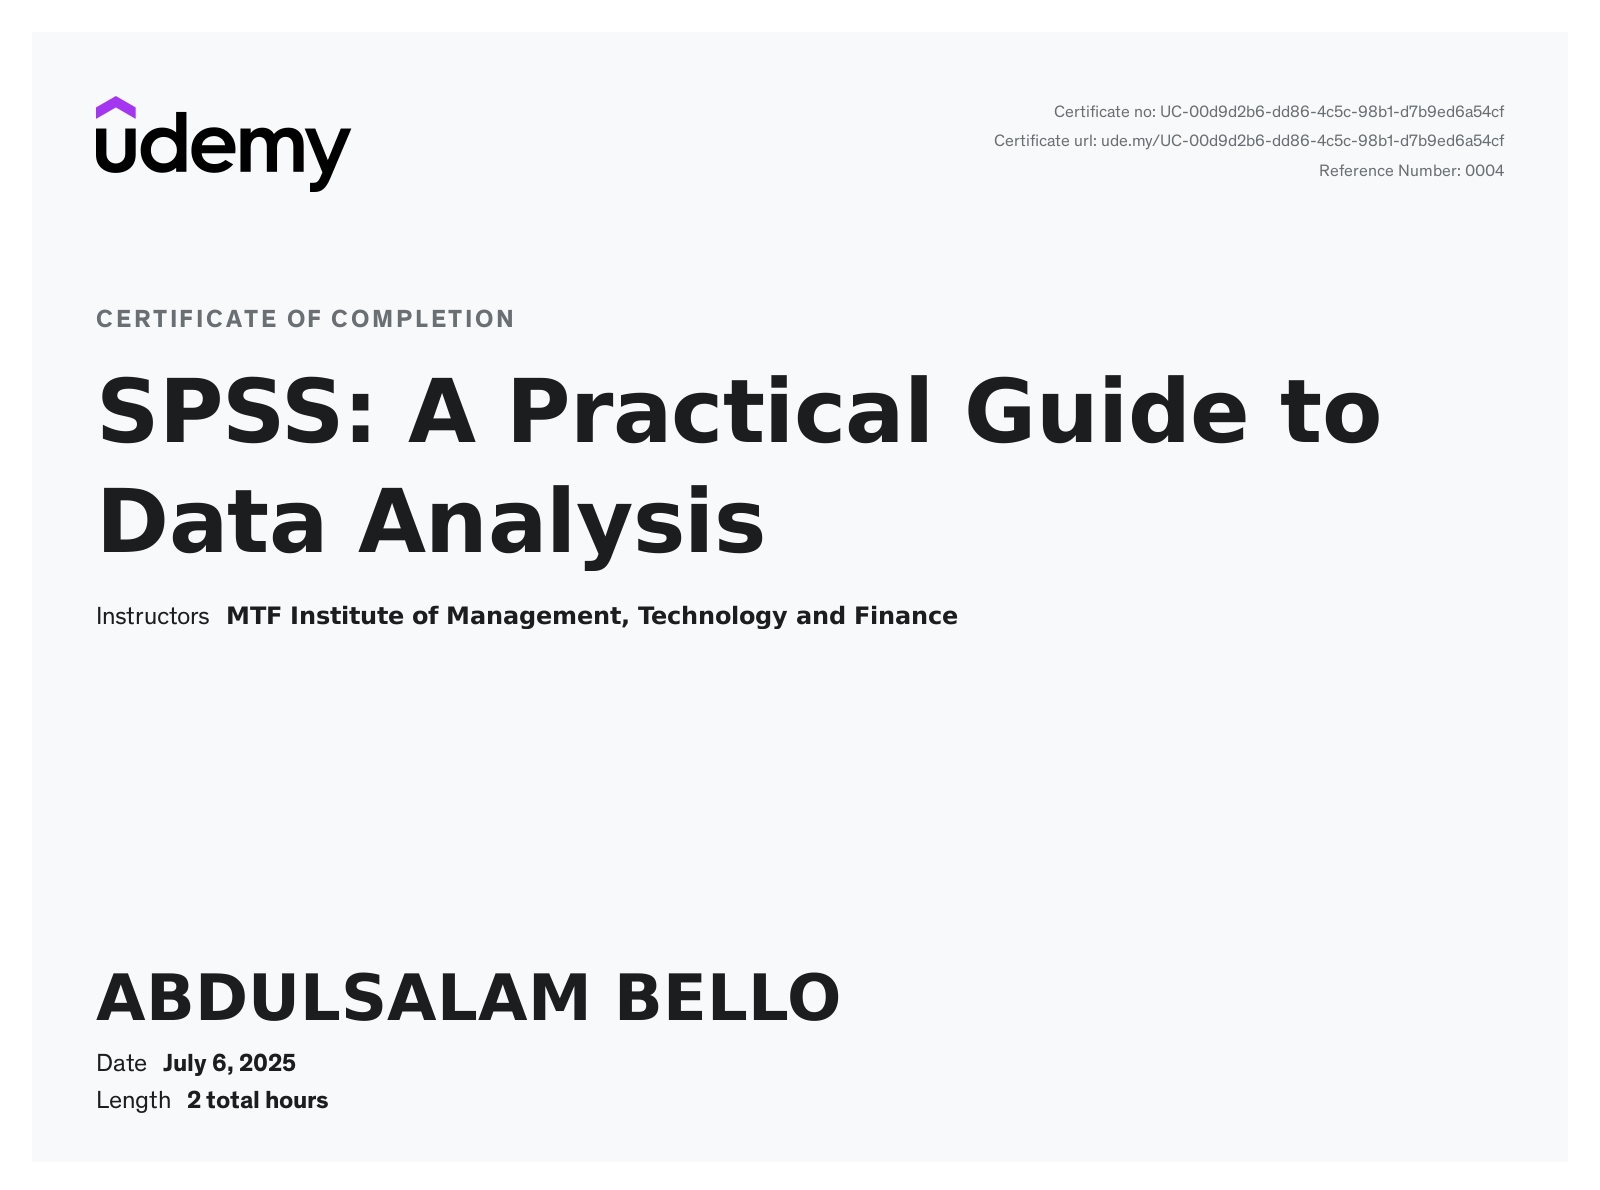 udemy
Certificate no: UC-00d9d2b6-dd86-4c5c-98b1-d7b9ed6a54cf
Certificate url: ude.my/UC-00d9d2b6-dd86-4c5c-98b1-d7b9ed6a54cf
Reference Number: 0004
CERTIFICATE OF COMPLETION
SPSS: A Practical Guide to
Data Analysis
Instructors MTF Institute of Management, Technology and Finance
ABDULSALAM BELLO
Date July 6, 2025
Length 2 total hours